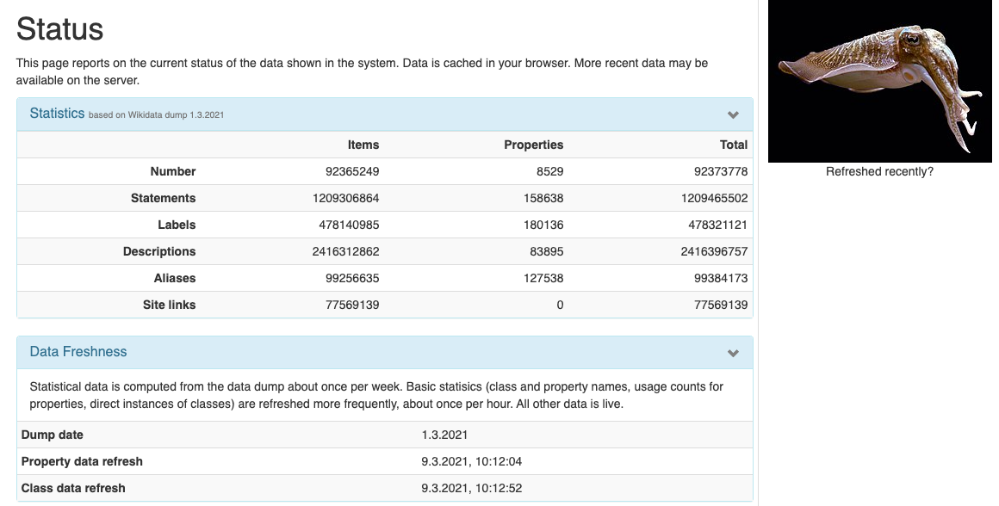 Status
This page reports on the current status of the data shown in the system. Data is cached in your browser. More recent data may be
available on the server.
Statistics based on Wikidata dump 1.3.2021
Items Properties Total
Number 92365249 8529 92373778
Statements 1209306864 158638 1209465502
Labels 478140985 180136 478321121
Descriptions 2416312862 83895 2416396757
Aliases 99256635 127538 99384173
Site links 77569139 0 77569139
Data Freshness
Statistical data is computed from the data dump about once per week. Basic statisics (class and property names, usage counts for
properties, direct instances of classes) are refreshed more frequently, about once per hour. All other data is live.
Dump date 1.3.2021
Property data refresh 9.3.2021, 10:12:04
Class data refresh 9.3.2021, 10:12:52
Refreshed recently?